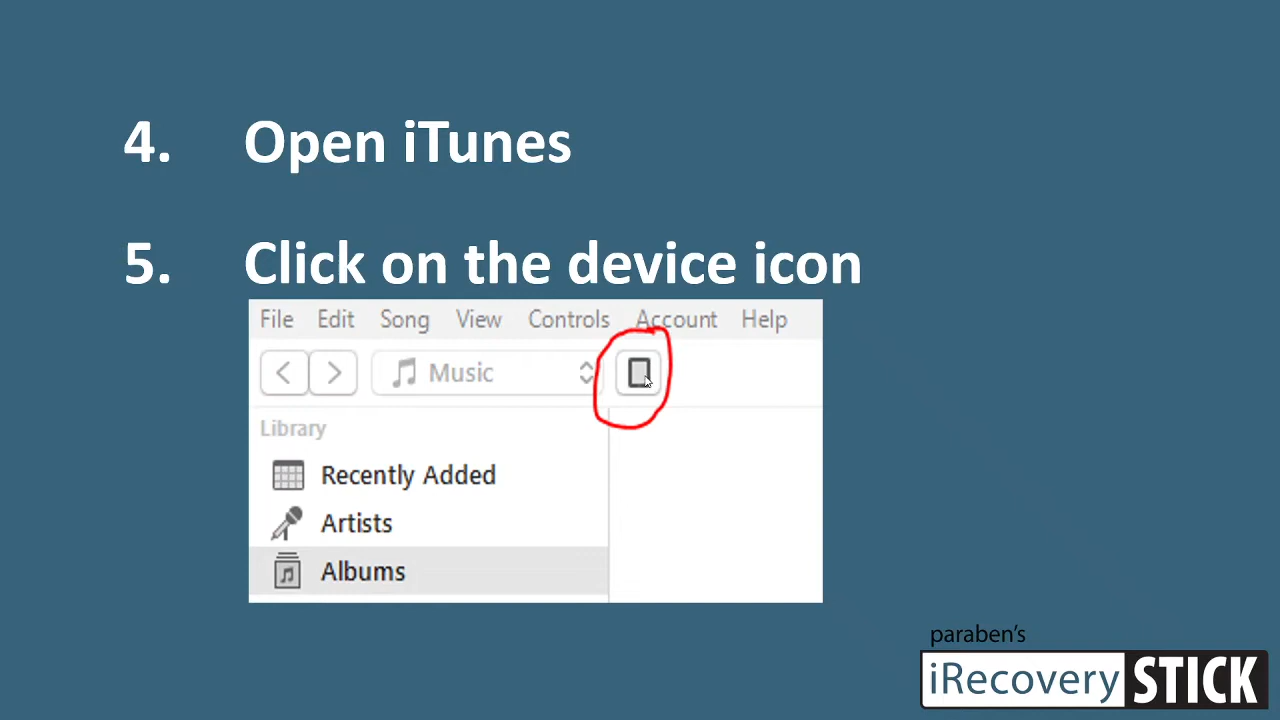 4. Open iTunes
5. Click on the device icon
File Edit Song View Controls Account Help
Music
Library
Recently Added
Artists
Albums
paraben's
iRecovery STICK